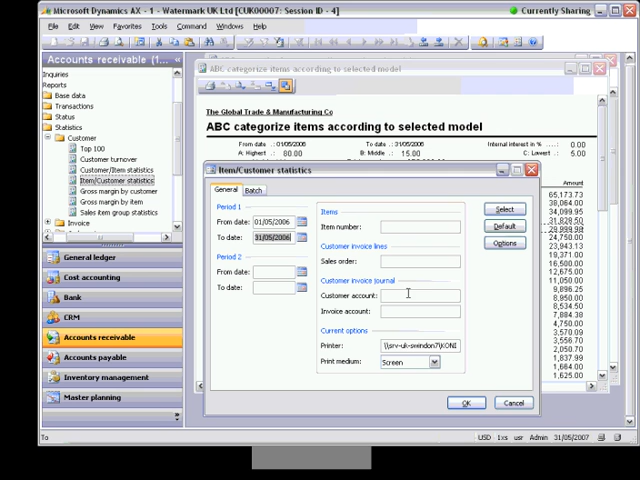 Microsoft Dynamics AX - 1 - Watermark UK Ltd [CUK00007: Session ID - 4]
Currently Sharing
File Edit View Favorites Tools Command Windows Help
Accounts receivable (1...
Inquiries
Reports
Base data
Transactions
Status
Statistics
Customer
Top 100
Customer turnover
Customer/Item statistics
Item/Customer statistics
Gross margin by customer
Gross margin by item
Sales item group statistics
Invoice
General ledger
Cost accounting
Bank
CRM
Accounts receivable
Accounts payable
Inventory management
Master planning
ABC categorize items according to selected model
The Global Trade & Manufacturing Co
ABC categorize items according to selected model
From date .: 01/05/2006 To date .: 31/05/2006 Internal interest % .....: 0.00
A: Highest .: 80.00 B: Middle .: 15.00 C: Lowest .: 5.00
Amount
65,173.73
38,064.00
34,099.95
31,828.50
29,999.98
24,750.00
23,943.13
19,371.00
16,500.00
12,675.00
11,050.00
9,896.25
8,950.00
8,534.50
7,884.38
3,570.09
3,556.70
2,050.70
1,837.99
1,664.00
1,625.00
Item/Customer statistics
General Batch
Period 1
From date: 01/05/2006
To date: 31/05/2006
Period 2
From date:
To date:
Items
Item number:
Customer invoice lines
Sales order:
Customer invoice journal
Customer account:
Invoice account:
Current options
Printer: \\srv-uk-swindon7\KONI
Print medium: Screen
Select
Default
Options
OK Cancel
To USD 1xs usr Admin 31/05/2007